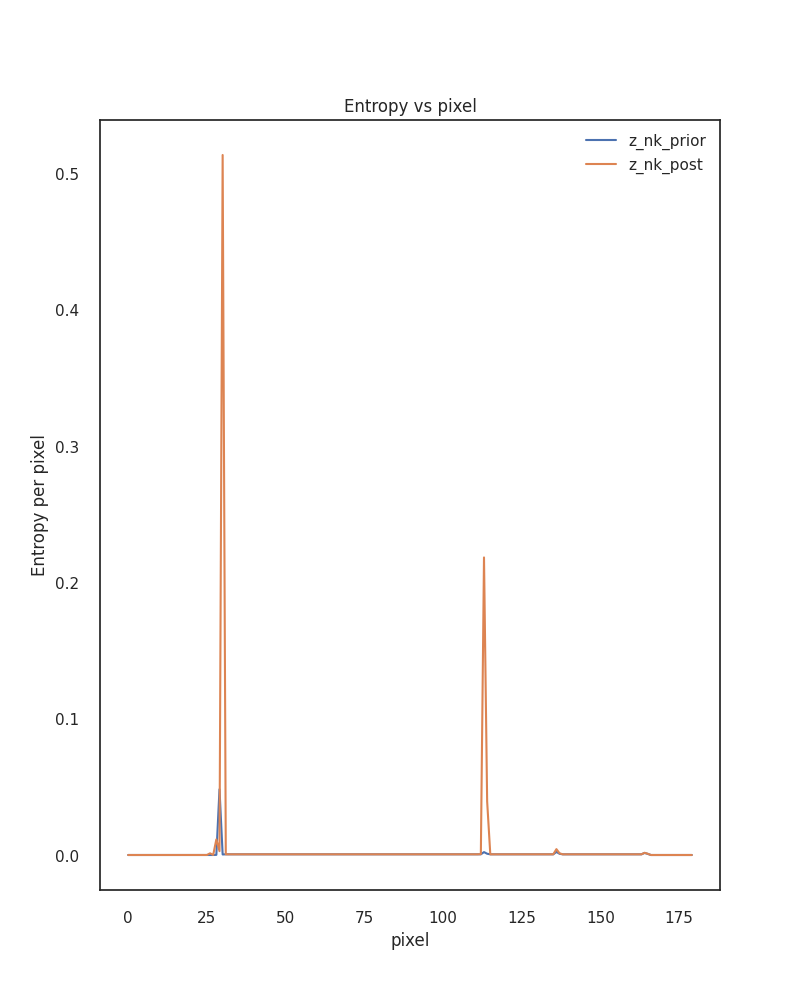 Entropy vs pixel
z_nk_prior
z_nk_post
Entropy per pixel
0.5
0.4
0.3
0.2
0.1
0.0
0 25 50 75 100 125 150 175
pixel